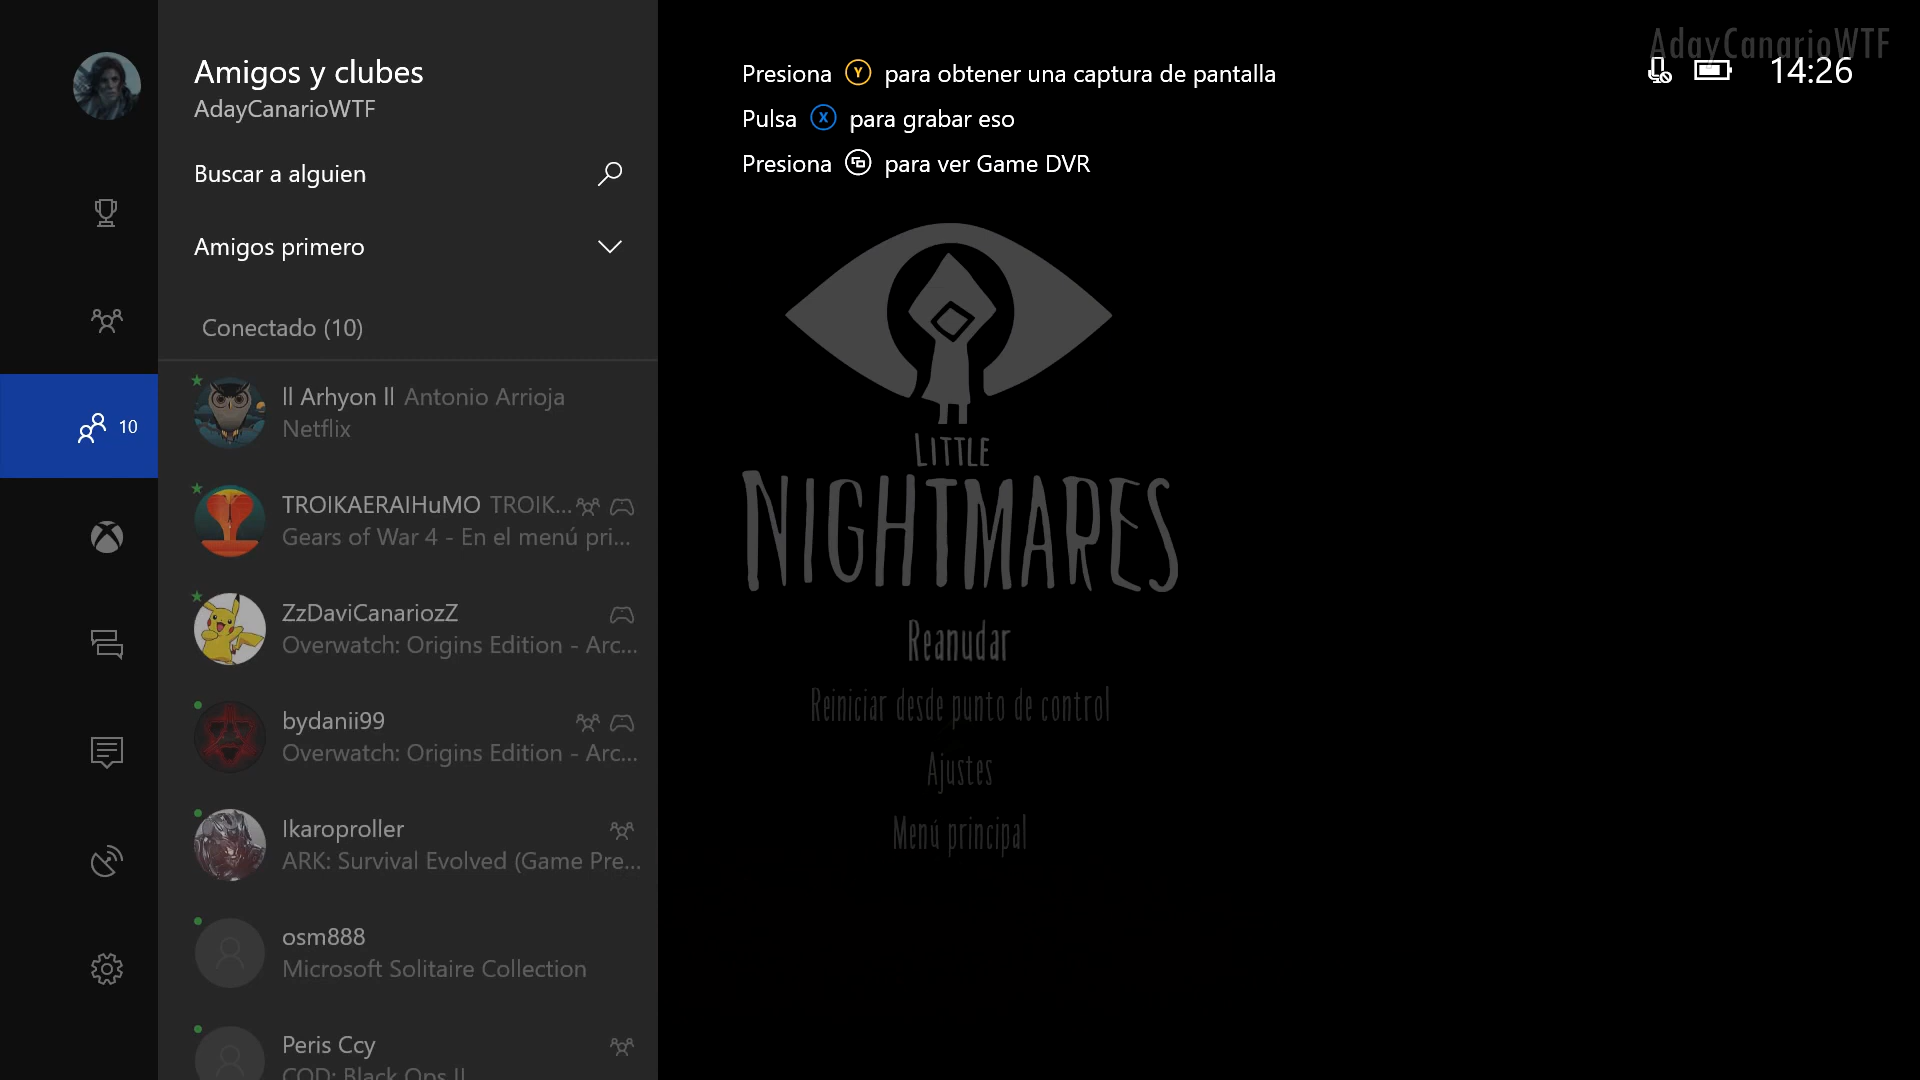 Amigos y clubes
AdayCanarioWTF
Buscar a alguien
Amigos primero
Conectado (10)
10
ll Arhyon ll Antonio Arrioja
Netflix
TROIKAERAIHuMO TROIK...
Gears of War 4 - En el menú pri...
ZzDaviCanariozZ
Overwatch: Origins Edition - Arc...
bydanii99
Overwatch: Origins Edition - Arc...
Ikaroproller
ARK: Survival Evolved (Game Pre...
osm888
Microsoft Solitaire Collection
Peris Ccy
COD: Black Ops II
Presiona Y para obtener una captura de pantalla
Pulsa X para grabar eso
Presiona para ver Game DVR
AdayCanarioWTF
14:26
LITTLE
NIGHTMARES
Reanudar
Reiniciar desde punto de control
Ajustes
Menú principal